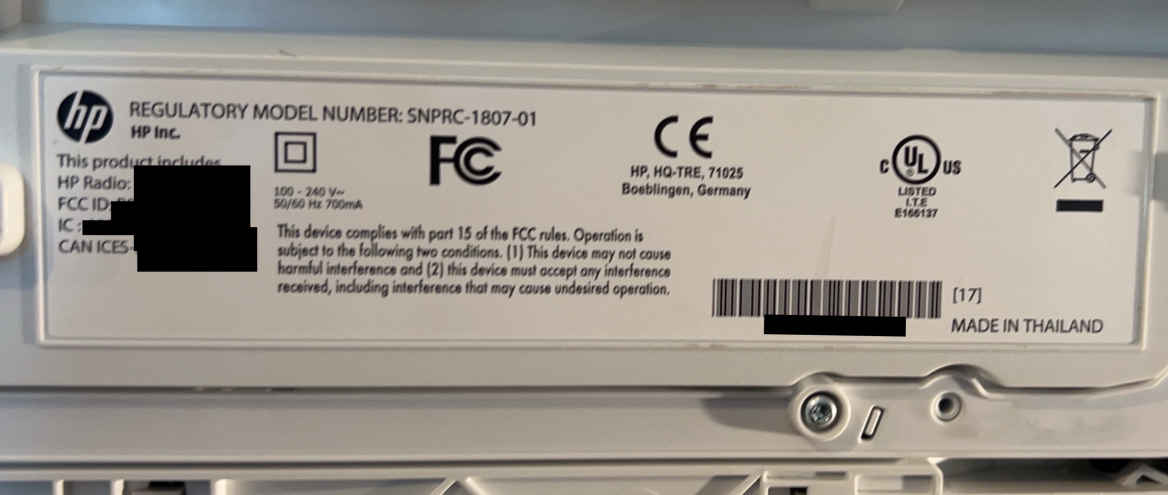 hp REGULATORY MODEL NUMBER: SNPRC-1807-01
HP Inc.
This product includes
HP Radio:
FCC ID:
IC :
CAN ICES-
100 - 240 V~
50/60 Hz 700mA
FC
This device complies with part 15 of the FCC rules. Operation is
subject to the following two conditions. (1) This device may not cause
harmful interference and (2) this device must accept any interference
received, including interference that may cause undesired operation.
CE
HP, HQ-TRE, 71025
Boeblingen, Germany
C UL US
LISTED
I.T.E
E166137
[17]
MADE IN THAILAND